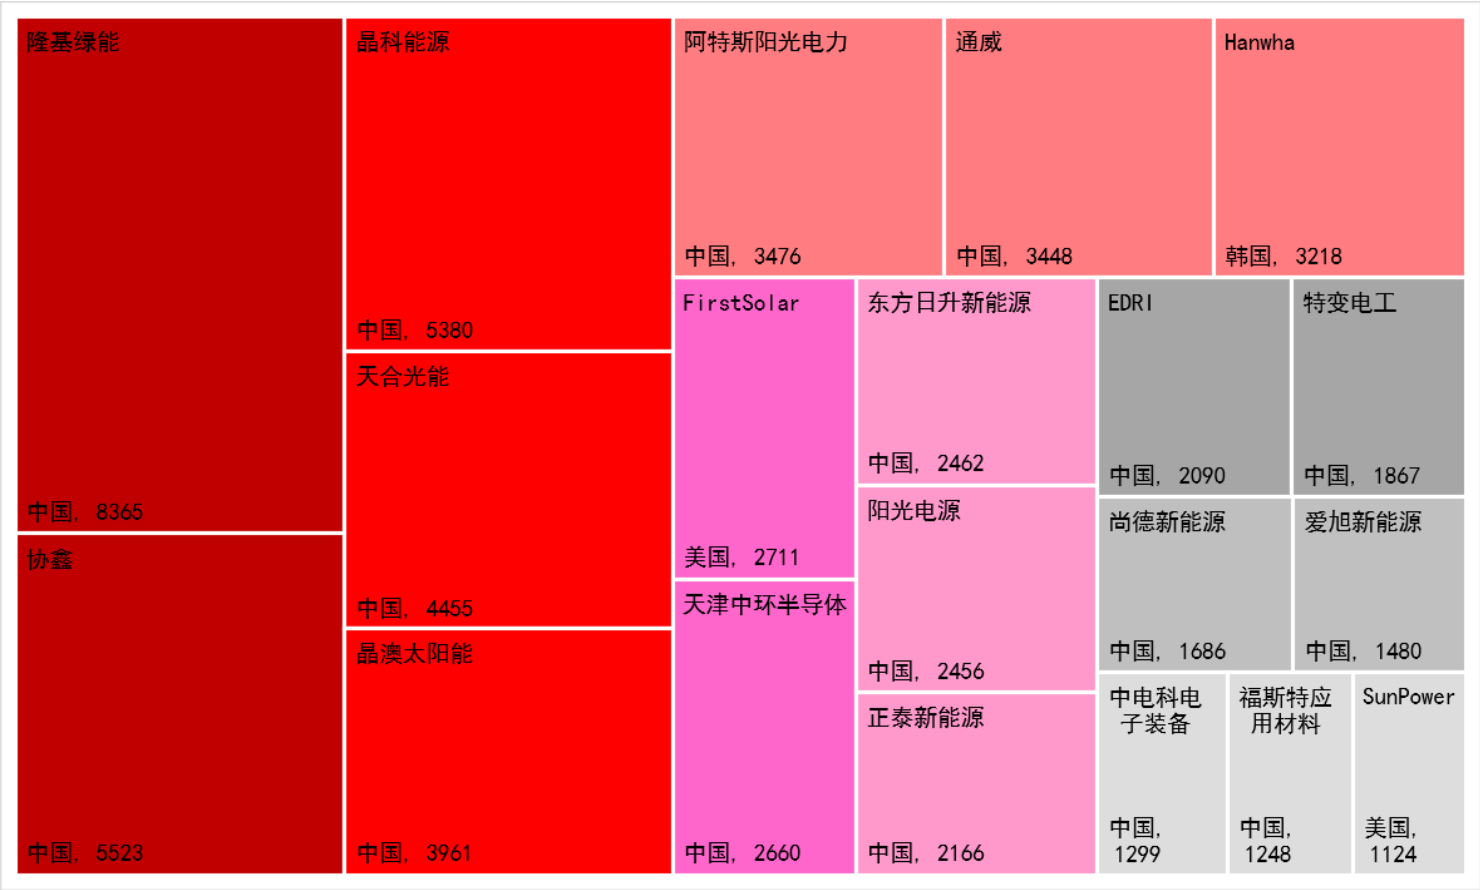 隆基绿能
中国, 8365
协鑫
中国, 5523
晶科能源
中国, 5380
天合光能
中国, 4455
晶澳太阳能
中国, 3961
阿特斯阳光电力
中国, 3476
通威
中国, 3448
Hanwha
韩国, 3218
FirstSolar
美国, 2711
天津中环半导体
中国, 2660
东方日升新能源
中国, 2462
阳光电源
中国, 2456
正泰新能源
中国, 2166
EDRI
中国, 2090
特变电工
中国, 1867
尚德新能源
中国, 1686
爱旭新能源
中国, 1480
中电科电
子装备
中国,
1299
福斯特应
用材料
中国,
1248
SunPower
美国,
1124